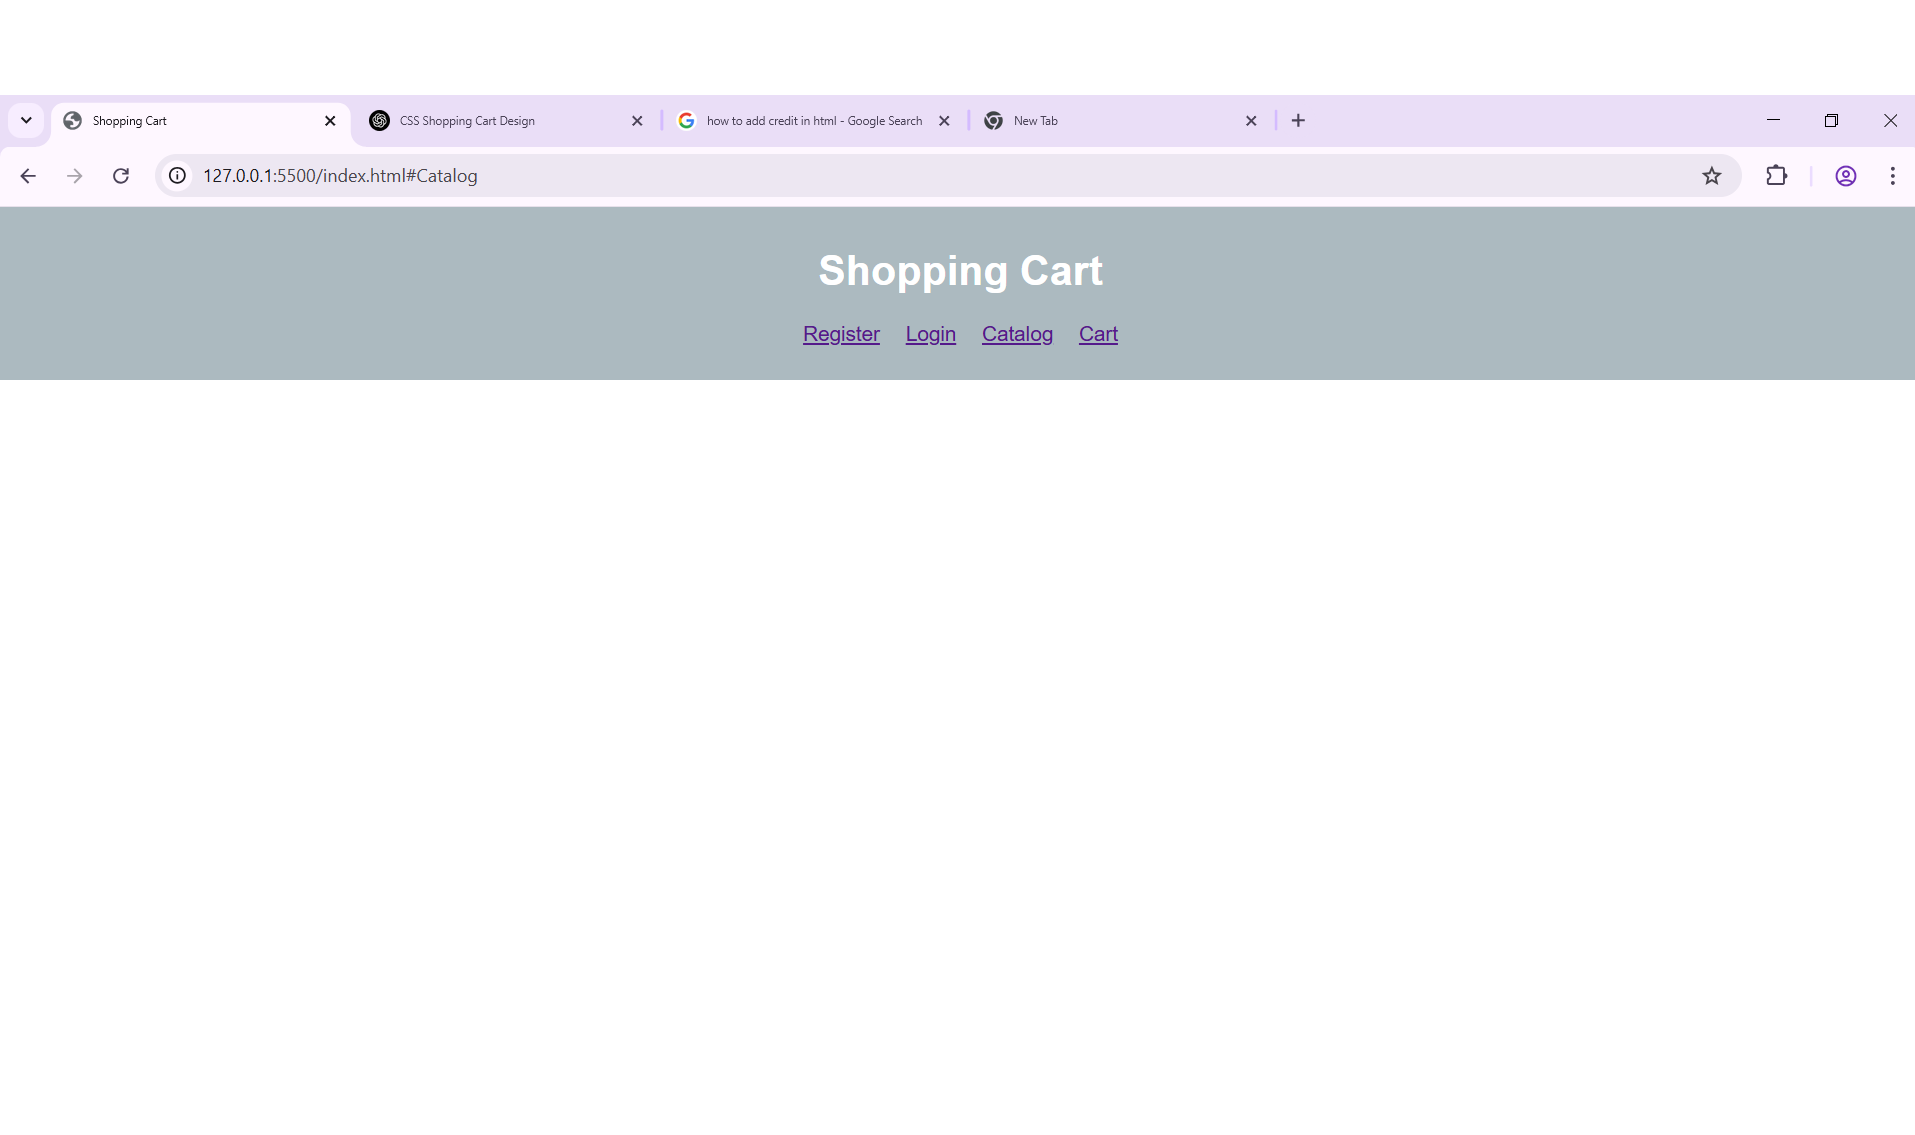 Shopping Cart
CSS Shopping Cart Design
how to add credit in html - Google Search
New Tab
127.0.0.1:5500/index.html#Catalog
Shopping Cart
Register Login Catalog Cart